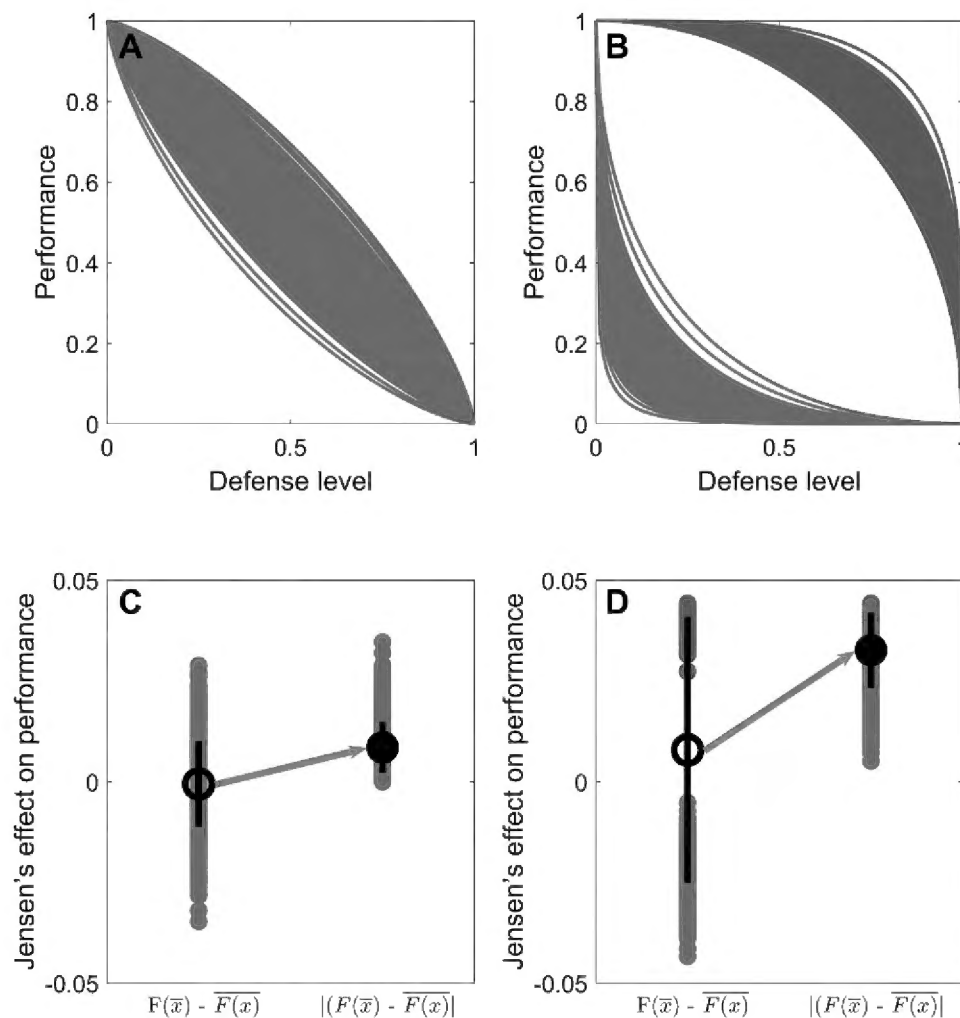 A
B
Performance
1
0.8
0.6
0.4
0.2
0
0
0.5
1
Defense level
Performance
1
0.8
0.6
0.4
0.2
0
0
0.5
1
Defense level
C
D
Jensen's effect on performance
0.05
0
-0.05
F(x̅) - F(x)̅
|(F(x̅) - F(x)̅|
Jensen's effect on performance
0.05
0
-0.05
F(x̅) - F(x)̅
|(F(x̅) - F(x)̅|